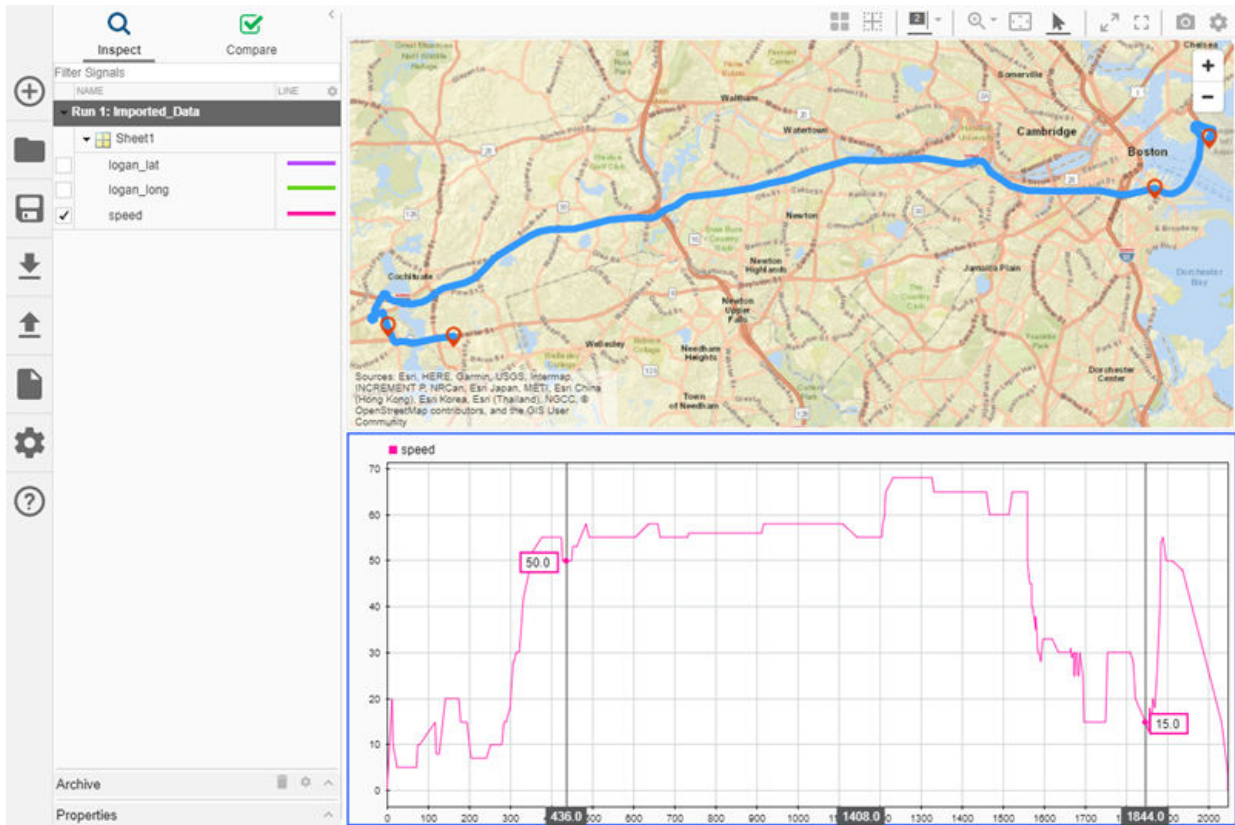 Inspect
Compare
Filter Signals
NAME
LINE
Run 1: Imported_Data
Sheet1
logan_lat
logan_long
speed
Archive
Properties
2
+
−
Chelsea
Somerville
Waltham
Watertown
Cambridge
Boston
Newton
Newton Highlands
Jamaica Plain
Cochituate
Newton Upper Falls
Wellesley
Needham Heights
Dorchester Bay
Dorchester Center
Town of Needham
Sources: Esri, HERE, Garmin, USGS, Intermap,
INCREMENT P, NRCan, Esri Japan, METI, Esri China
(Hong Kong), Esri Korea, Esri (Thailand), NGCC, ©
OpenStreetMap contributors, and the GIS User
Community
speed
70
60
50
40
30
20
10
0
50.0
15.0
0 100 200 300 436.0 500 600 700 800 900 1000 1408.0 1200 1300 1400 1500 1600 1700 1844.0 2000